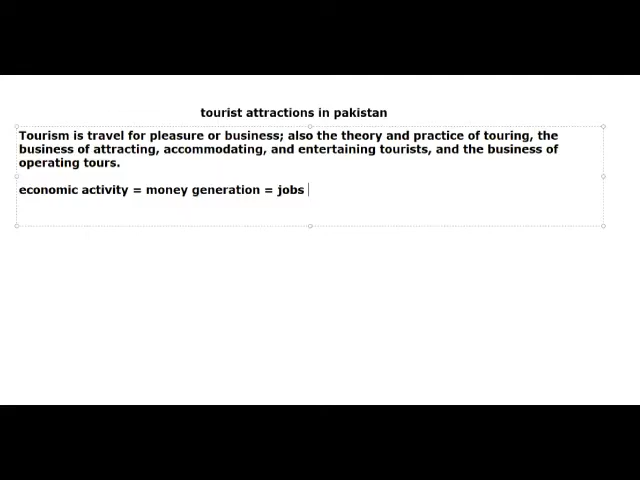 tourist attractions in pakistan
Tourism is travel for pleasure or business; also the theory and practice of touring, the
business of attracting, accommodating, and entertaining tourists, and the business of
operating tours.
economic activity = money generation = jobs